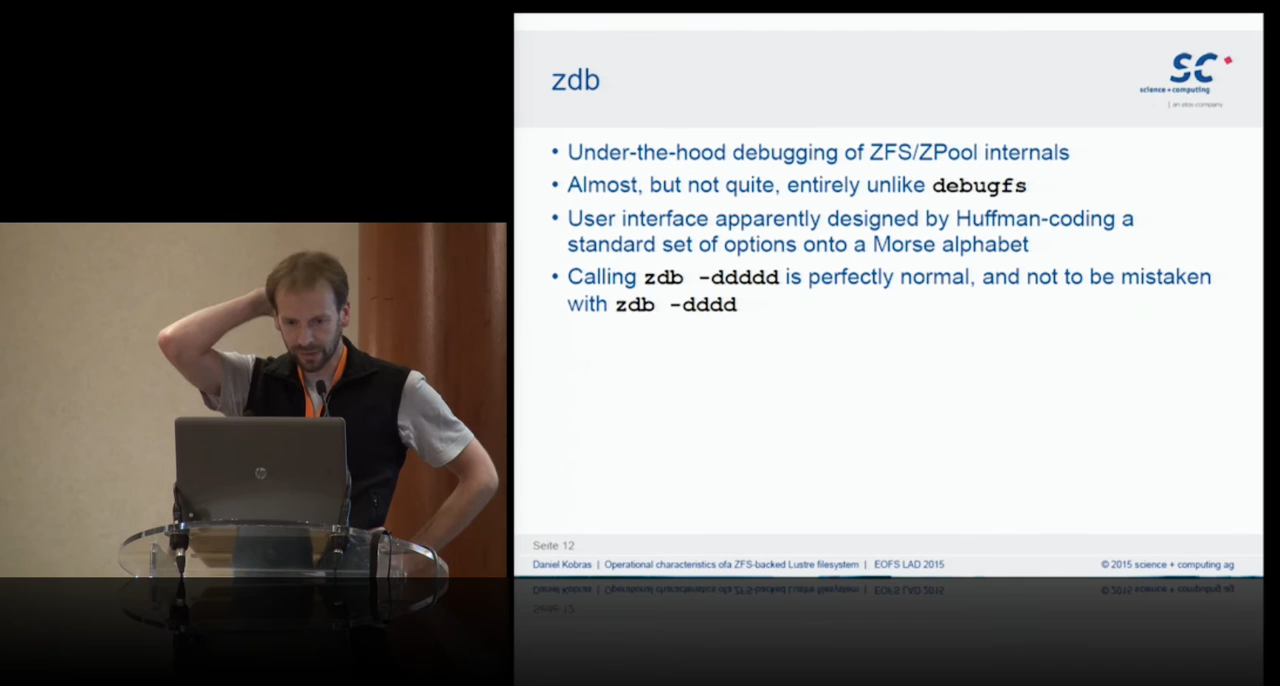 zdb
SC
science + computing
| an atos company
• Under-the-hood debugging of ZFS/ZPool internals
• Almost, but not quite, entirely unlike debugfs
• User interface apparently designed by Huffman-coding a
standard set of options onto a Morse alphabet
• Calling zdb -ddddd is perfectly normal, and not to be mistaken
with zdb -dddd
hp
Seite 12
Daniel Kobras | Operational characteristics ofa ZFS-backed Lustre filesystem | EOFS LAD 2015 © 2015 science + computing ag